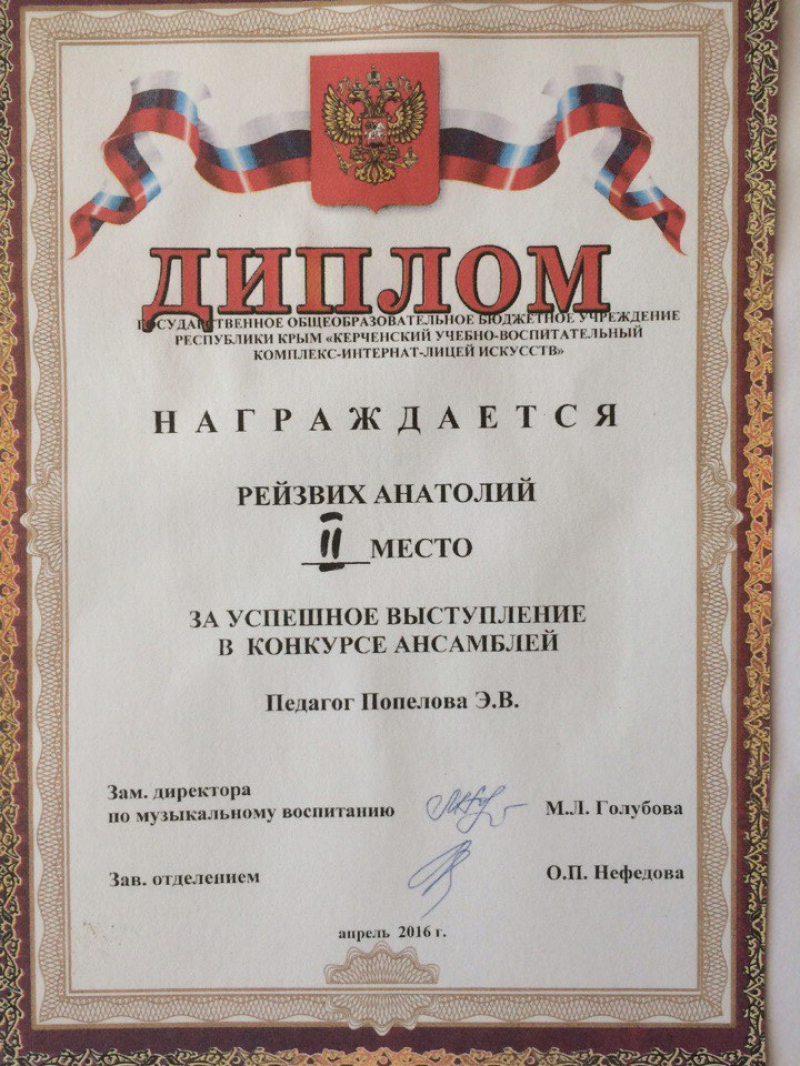 ДИПЛОМ
ГОСУДАРСТВЕННОЕ ОБЩЕОБРАЗОВАТЕЛЬНОЕ БЮДЖЕТНОЕ УЧРЕЖДЕНИЕ
РЕСПУБЛИКИ КРЫМ «КЕРЧЕНСКИЙ УЧЕБНО-ВОСПИТАТЕЛЬНЫЙ
КОМПЛЕКС-ИНТЕРНАТ-ЛИЦЕЙ ИСКУССТВ»
НАГРАЖДАЕТСЯ
РЕЙЗВИХ АНАТОЛИЙ
II МЕСТО
ЗА УСПЕШНОЕ ВЫСТУПЛЕНИЕ
В КОНКУРСЕ АНСАМБЛЕЙ
Педагог Попелова Э.В.
Зам. директора
по музыкальному воспитанию М.Л. Голубова
Зав. отделением О.П. Нефедова
апрель 2016 г.